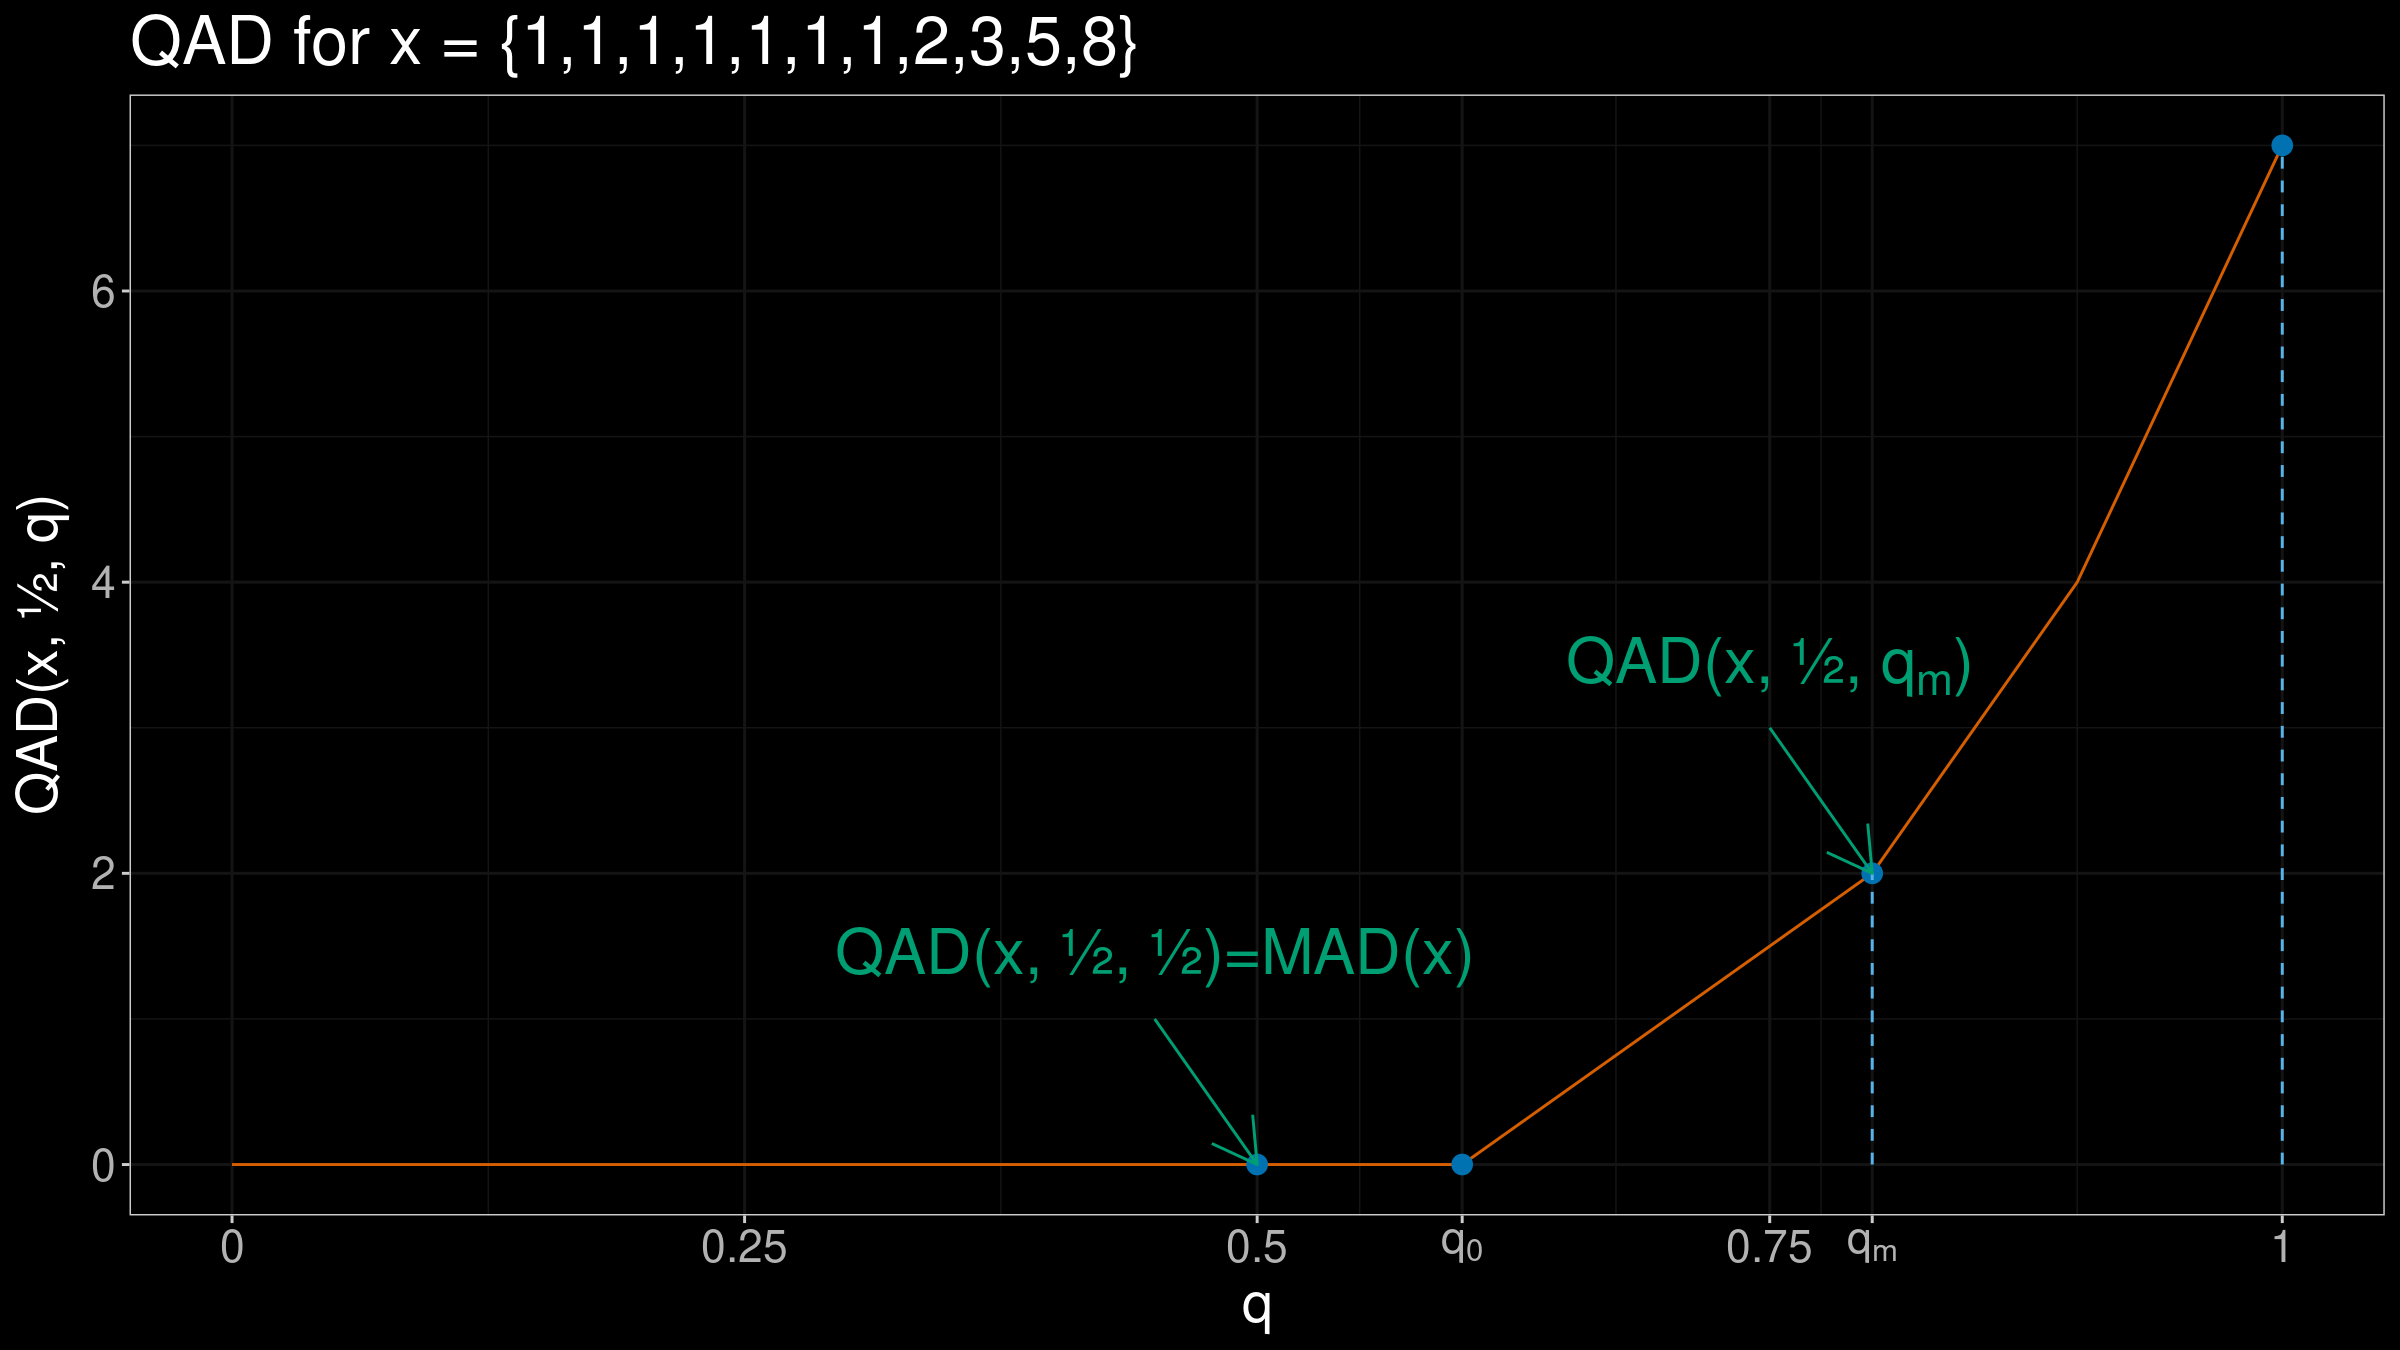 QAD for x = {1,1,1,1,1,1,1,2,3,5,8}
QAD(x, ½, q)
6
4
2
0
QAD(x, ½, qₘ)
QAD(x, ½, ½)=MAD(x)
0 0.25 0.5 q₀ 0.75 qₘ 1
q